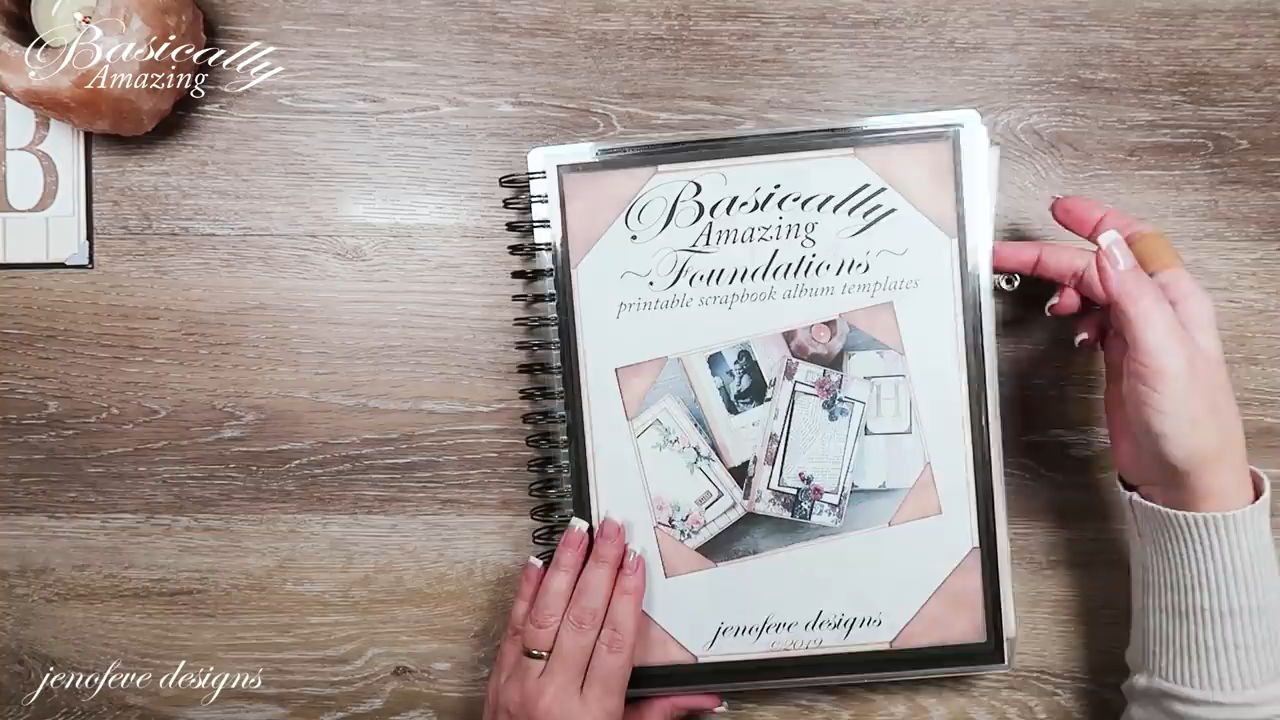 Basically
Amazing
B
Basically
Amazing
~Foundations~
printable scrapbook album templates
H
jenofeve designs
©2019
jenofeve designs